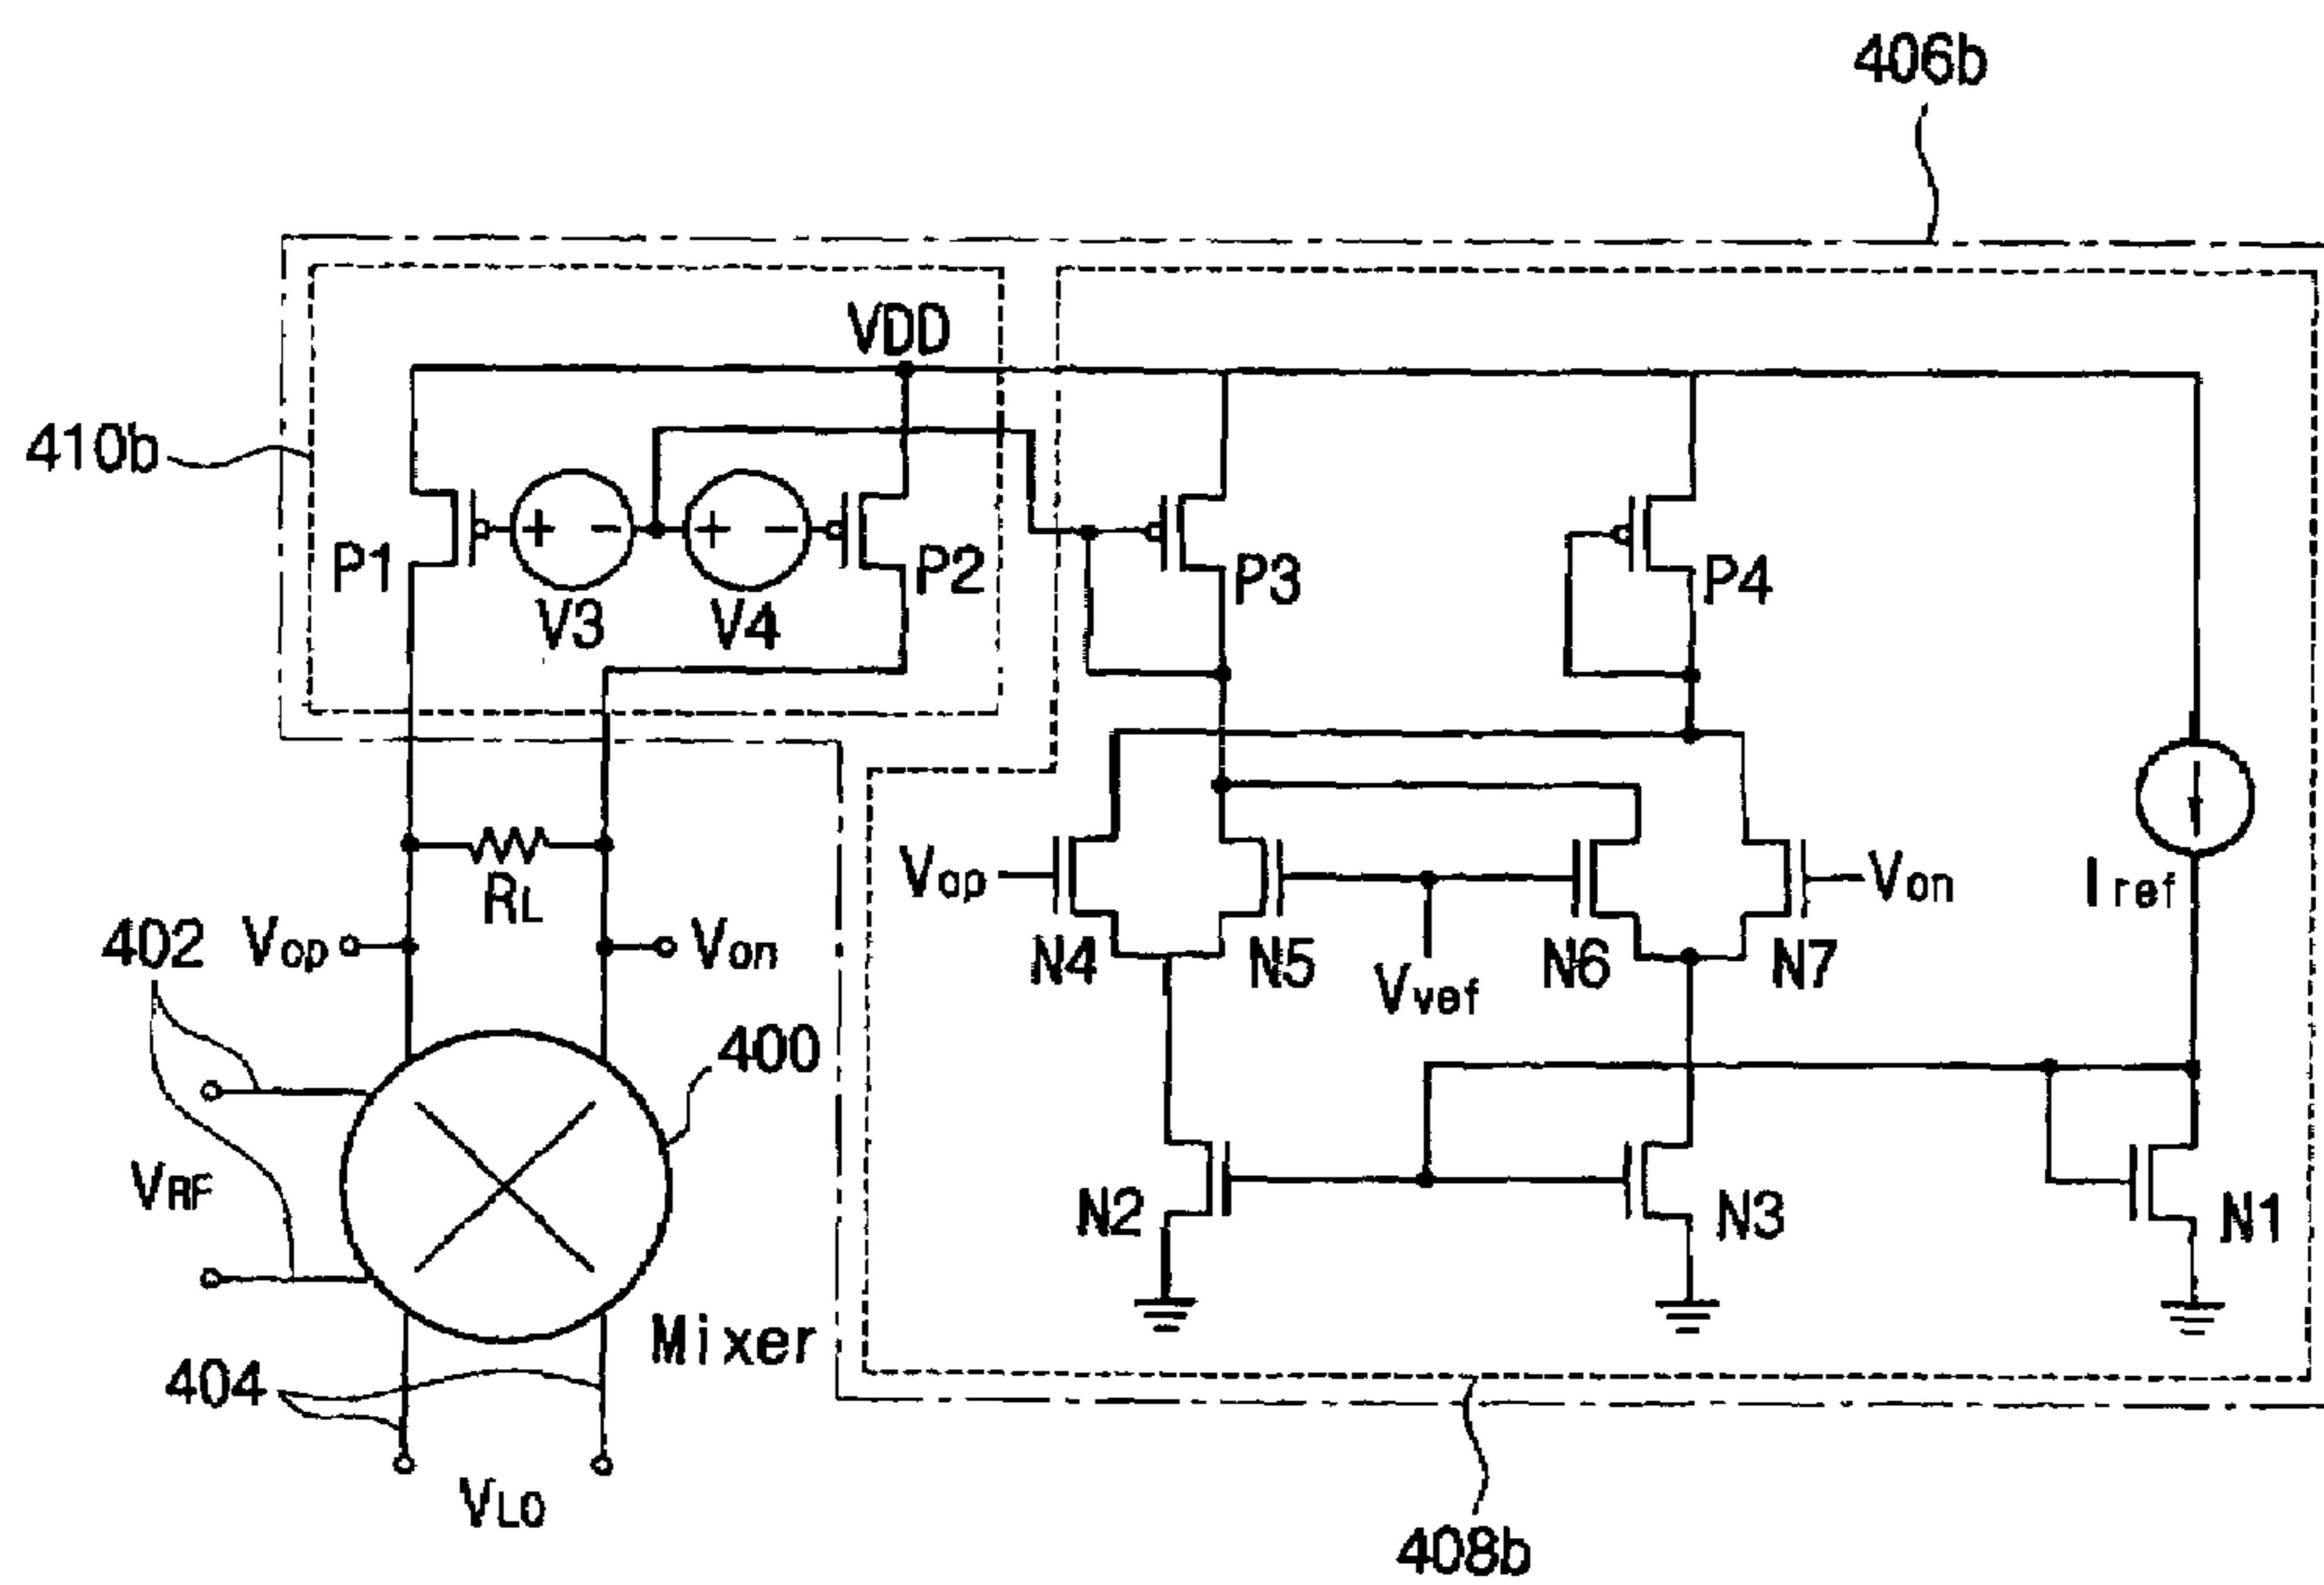 406b
VDD
410b
+ − + −
P1 P2 P3 P4
V3 V4
RL
Vop Von Iref
402 Vop Von N4 N5 N6 N7
Vvef
400
VRF
N2 N3 N1
Mixer
404
VLO
408b